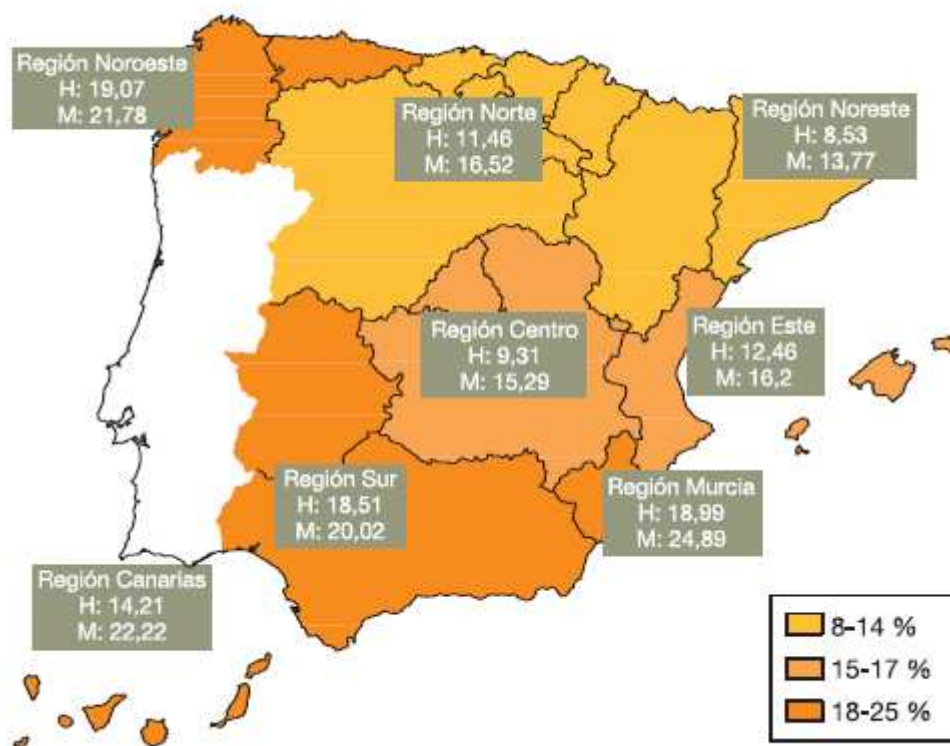 Región Noroeste
H: 19,07
M: 21,78
Región Norte
H: 11,46
M: 16,52
Región Noreste
H: 8,53
M: 13,77
Región Centro
H: 9,31
M: 15,29
Región Este
H: 12,46
M: 16,2
Región Sur
H: 18,51
M: 20,02
Región Murcia
H: 18,99
M: 24,89
Región Canarias
H: 14,21
M: 22,22
8-14 %
15-17 %
18-25 %